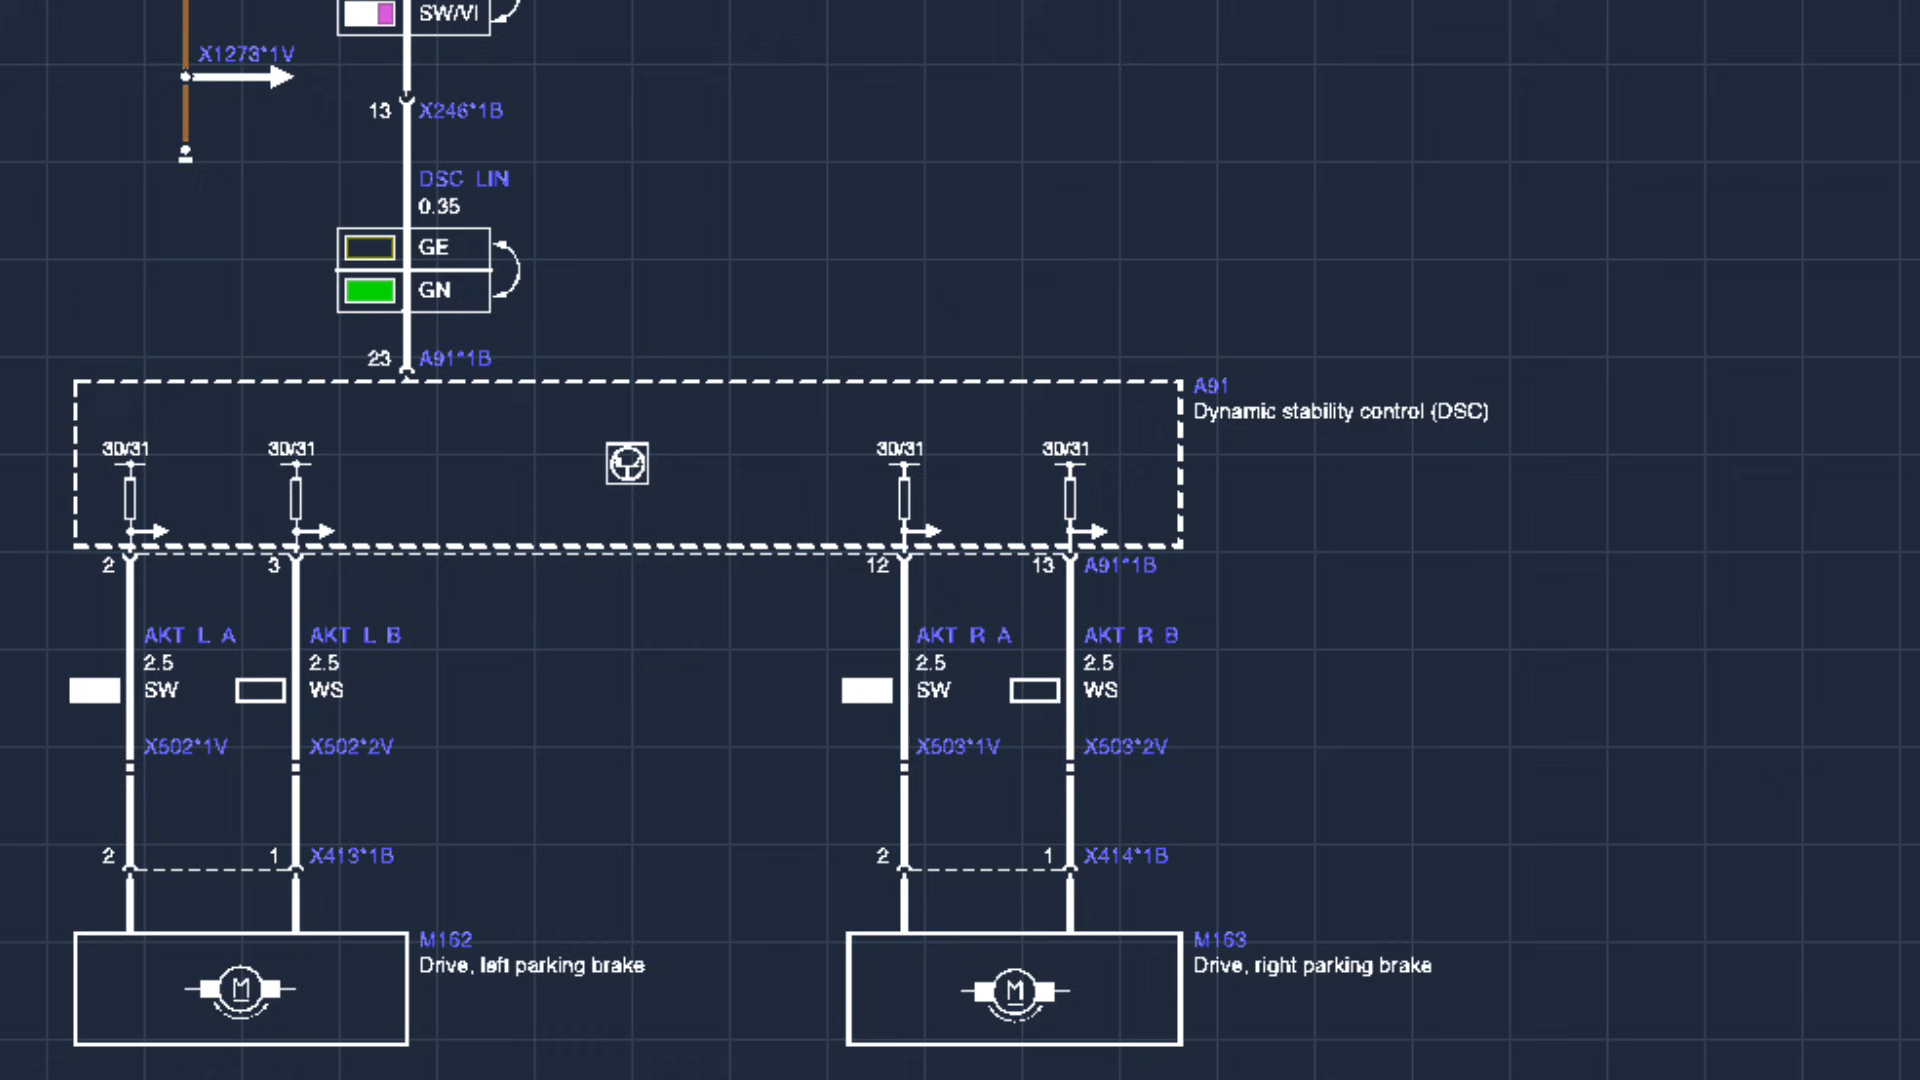 SW/VI
X1273*1V
13 X246*1B
DSC LIN
0.35
GE
GN
23 A91*1B
A91
Dynamic stability control (DSC)
30/31 30/31 30/31 30/31
2 3 12 13 A91*1B
AKT L A AKT L B AKT R A AKT R B
2.5 2.5 2.5 2.5
SW WS SW WS
X502*1V X502*2V X503*1V X503*2V
2 1 X413*1B 2 1 X414*1B
M162 M163
Drive, left parking brake Drive, right parking brake
M M